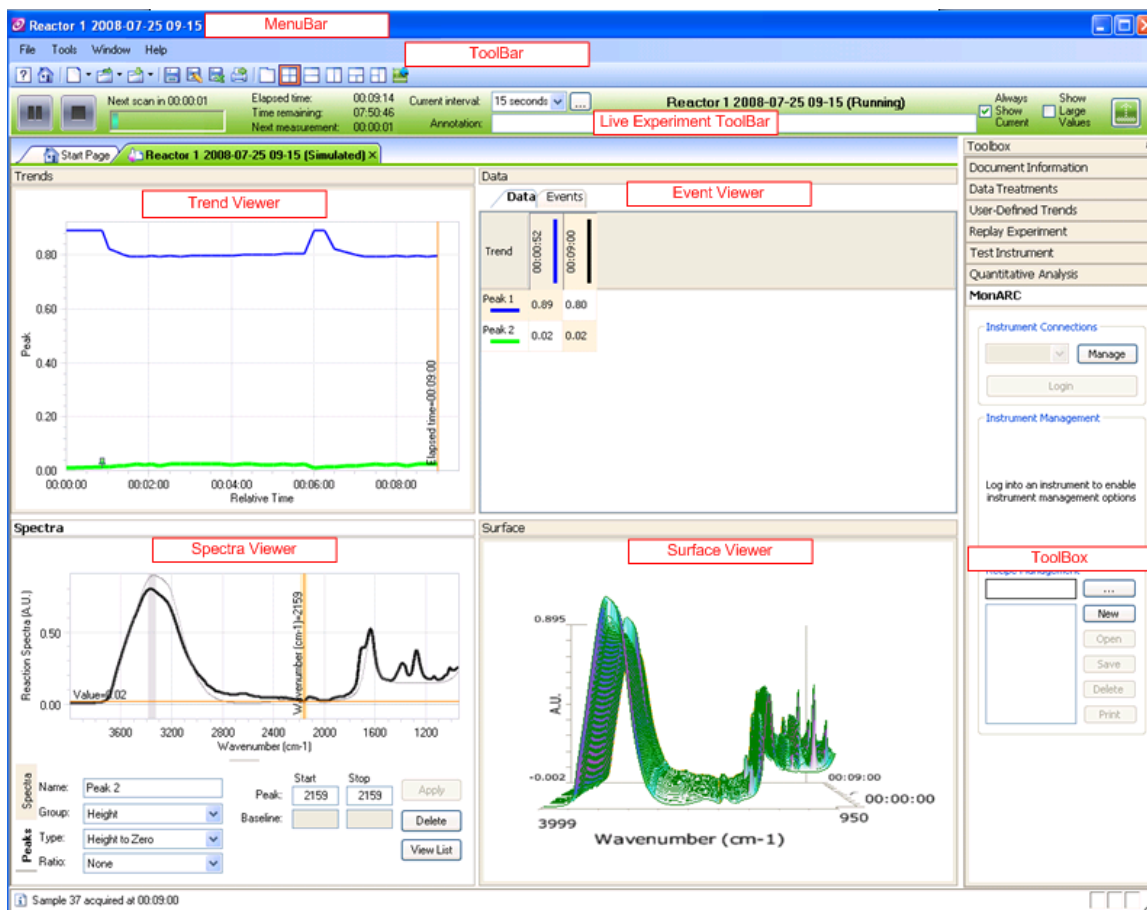 Reactor 1 2008-07-25 09-15
MenuBar
File Tools Window Help
ToolBar
Next scan in 00:00:01
Elapsed time: 00:09:14
Time remaining: 07:50:46
Next measurement: 00:00:01
Current interval: 15 seconds ...
Annotation:
Reactor 1 2008-07-25 09-15 (Running)
Live Experiment ToolBar
Always Show Current
Show Large Values
Start Page
Reactor 1 2008-07-25 09-15 (Simulated)
Trends
Trend Viewer
0.80
0.60
0.40
0.20
0.00
Peak
Elapsed time=00:09:00
00:00:00 00:02:00 00:04:00 00:06:00 00:08:00
Relative Time
Data
Event Viewer
Data Events
Trend 00:00:52 00:09:00
Peak 1 0.89 0.80
Peak 2 0.02 0.02
Spectra
Spectra Viewer
Reaction Spectra (A.U.)
0.50
0.00
Value=0.02
Wavenumber (cm-1)=2159
3600 3200 2800 2400 2000 1600 1200
Wavenumber (cm-1)
Spectra
Peaks
Name: Peak 2
Group: Height
Type: Height to Zero
Ratio: None
Start Stop
Peak: 2159 2159
Baseline:
Apply
Delete
View List
Surface
Surface Viewer
0.895
A.U.
-0.002
00:09:00
00:00:00
3999
950
Wavenumber (cm-1)
Toolbox
Document Information
Data Treatments
User-Defined Trends
Replay Experiment
Test Instrument
Quantitative Analysis
MonARC
Instrument Connections
Manage
Login
Instrument Management
Log into an instrument to enable
instrument management options
ToolBox
Recipe Management
...
New
Open
Save
Delete
Print
Sample 37 acquired at 00:09:00